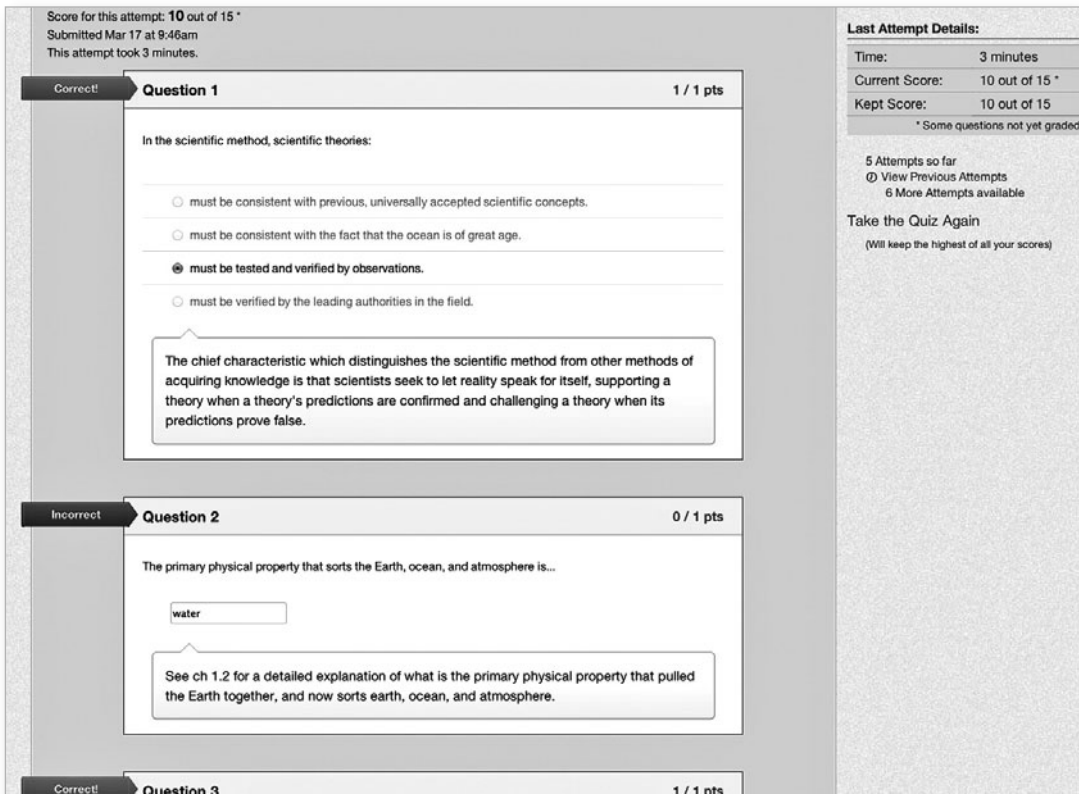 Score for this attempt: 10 out of 15 *
Submitted Mar 17 at 9:46am
This attempt took 3 minutes.
Correct!
Question 1
1 / 1 pts
In the scientific method, scientific theories:
must be consistent with previous, universally accepted scientific concepts.
must be consistent with the fact that the ocean is of great age.
must be tested and verified by observations.
must be verified by the leading authorities in the field.
The chief characteristic which distinguishes the scientific method from other methods of
acquiring knowledge is that scientists seek to let reality speak for itself, supporting a
theory when a theory's predictions are confirmed and challenging a theory when its
predictions prove false.
Incorrect
Question 2
0 / 1 pts
The primary physical property that sorts the Earth, ocean, and atmosphere is...
water
See ch 1.2 for a detailed explanation of what is the primary physical property that pulled
the Earth together, and now sorts earth, ocean, and atmosphere.
Correct!
Question 3
1 / 1 pts
Last Attempt Details:
Time: 3 minutes
Current Score: 10 out of 15 *
Kept Score: 10 out of 15
* Some questions not yet graded
5 Attempts so far
View Previous Attempts
6 More Attempts available
Take the Quiz Again
(Will keep the highest of all your scores)